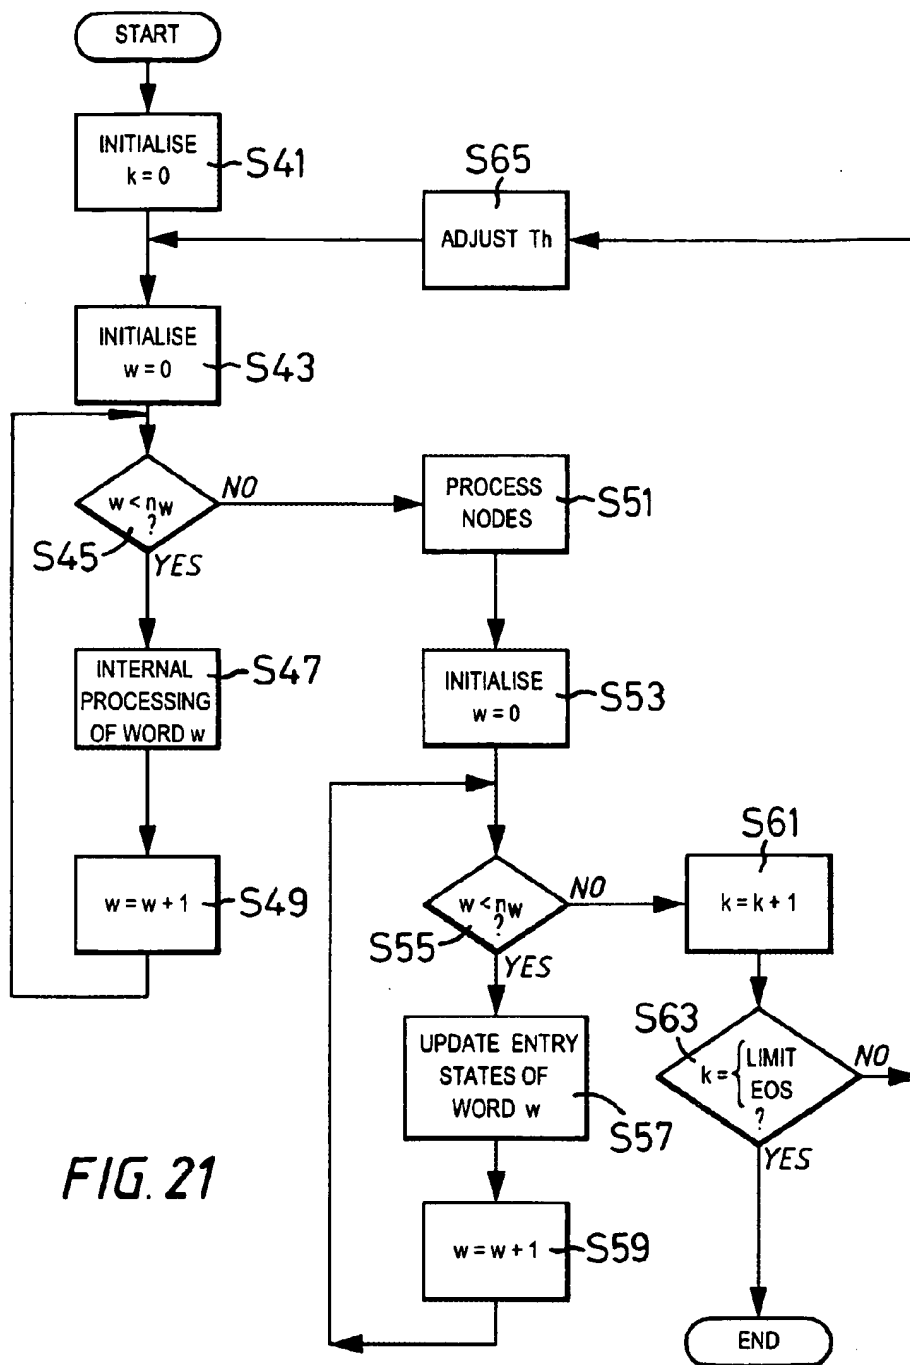 START
INITIALISE
k = 0
S41
S65
ADJUST Th
INITIALISE
w = 0
S43
w < nw
?
NO
S45
YES
PROCESS
NODES
S51
INTERNAL
PROCESSING
OF WORD w
S47
INITIALISE
w = 0
S53
w = w + 1
S49
w < nw
?
NO
S55
YES
S61
k = k + 1
UPDATE ENTRY
STATES OF
WORD w
S57
S63
k = { LIMIT
EOS
?
NO
YES
w = w + 1
S59
END
FIG. 21